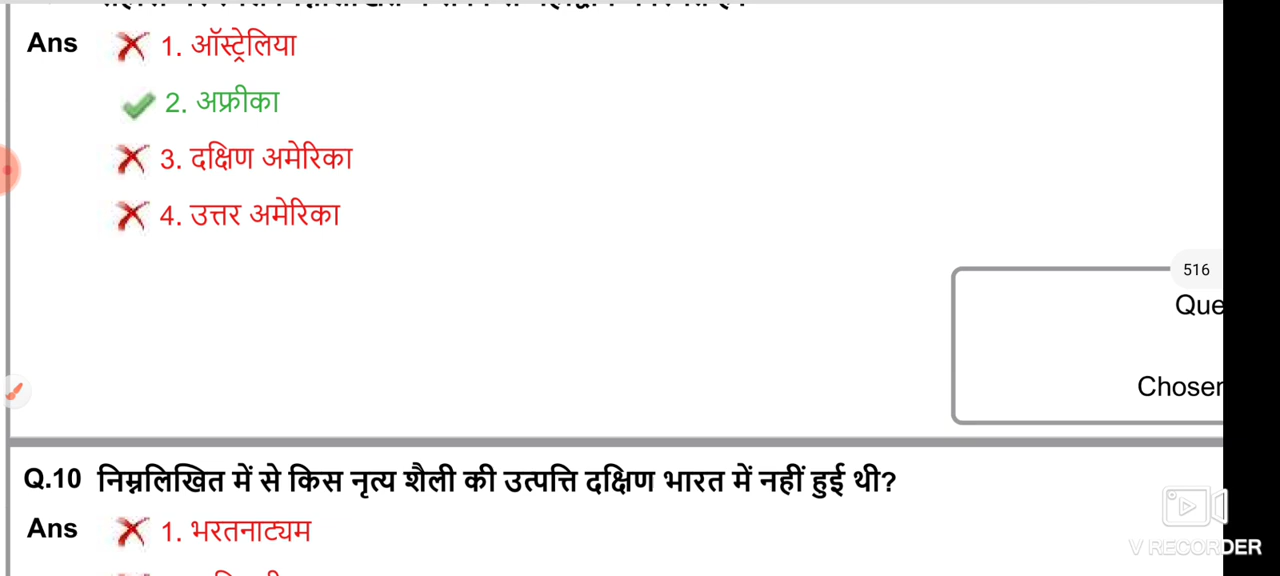 Ans 1. ऑस्ट्रेलिया
2. अफ्रीका
3. दक्षिण अमेरिका
4. उत्तर अमेरिका
516
Que
Chosen
Q.10 निम्नलिखित में से किस नृत्य शैली की उत्पत्ति दक्षिण भारत में नहीं हुई थी?
Ans 1. भरतनाट्यम
V RECORDER